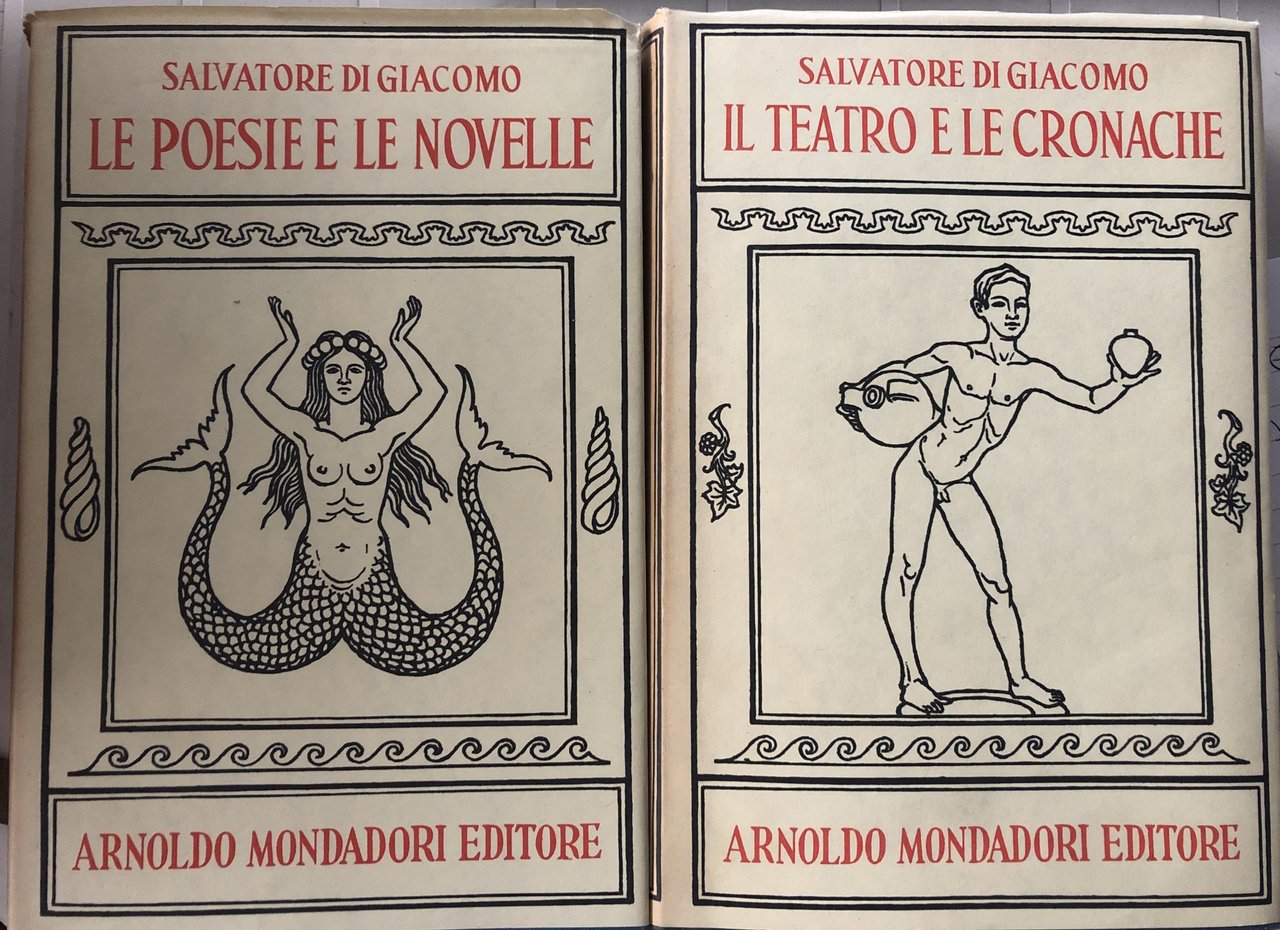 SALVATORE DI GIACOMO
LE POESIE E LE NOVELLE
ARNOLDO MONDADORI EDITORE
SALVATORE DI GIACOMO
IL TEATRO E LE CRONACHE
ARNOLDO MONDADORI EDITORE